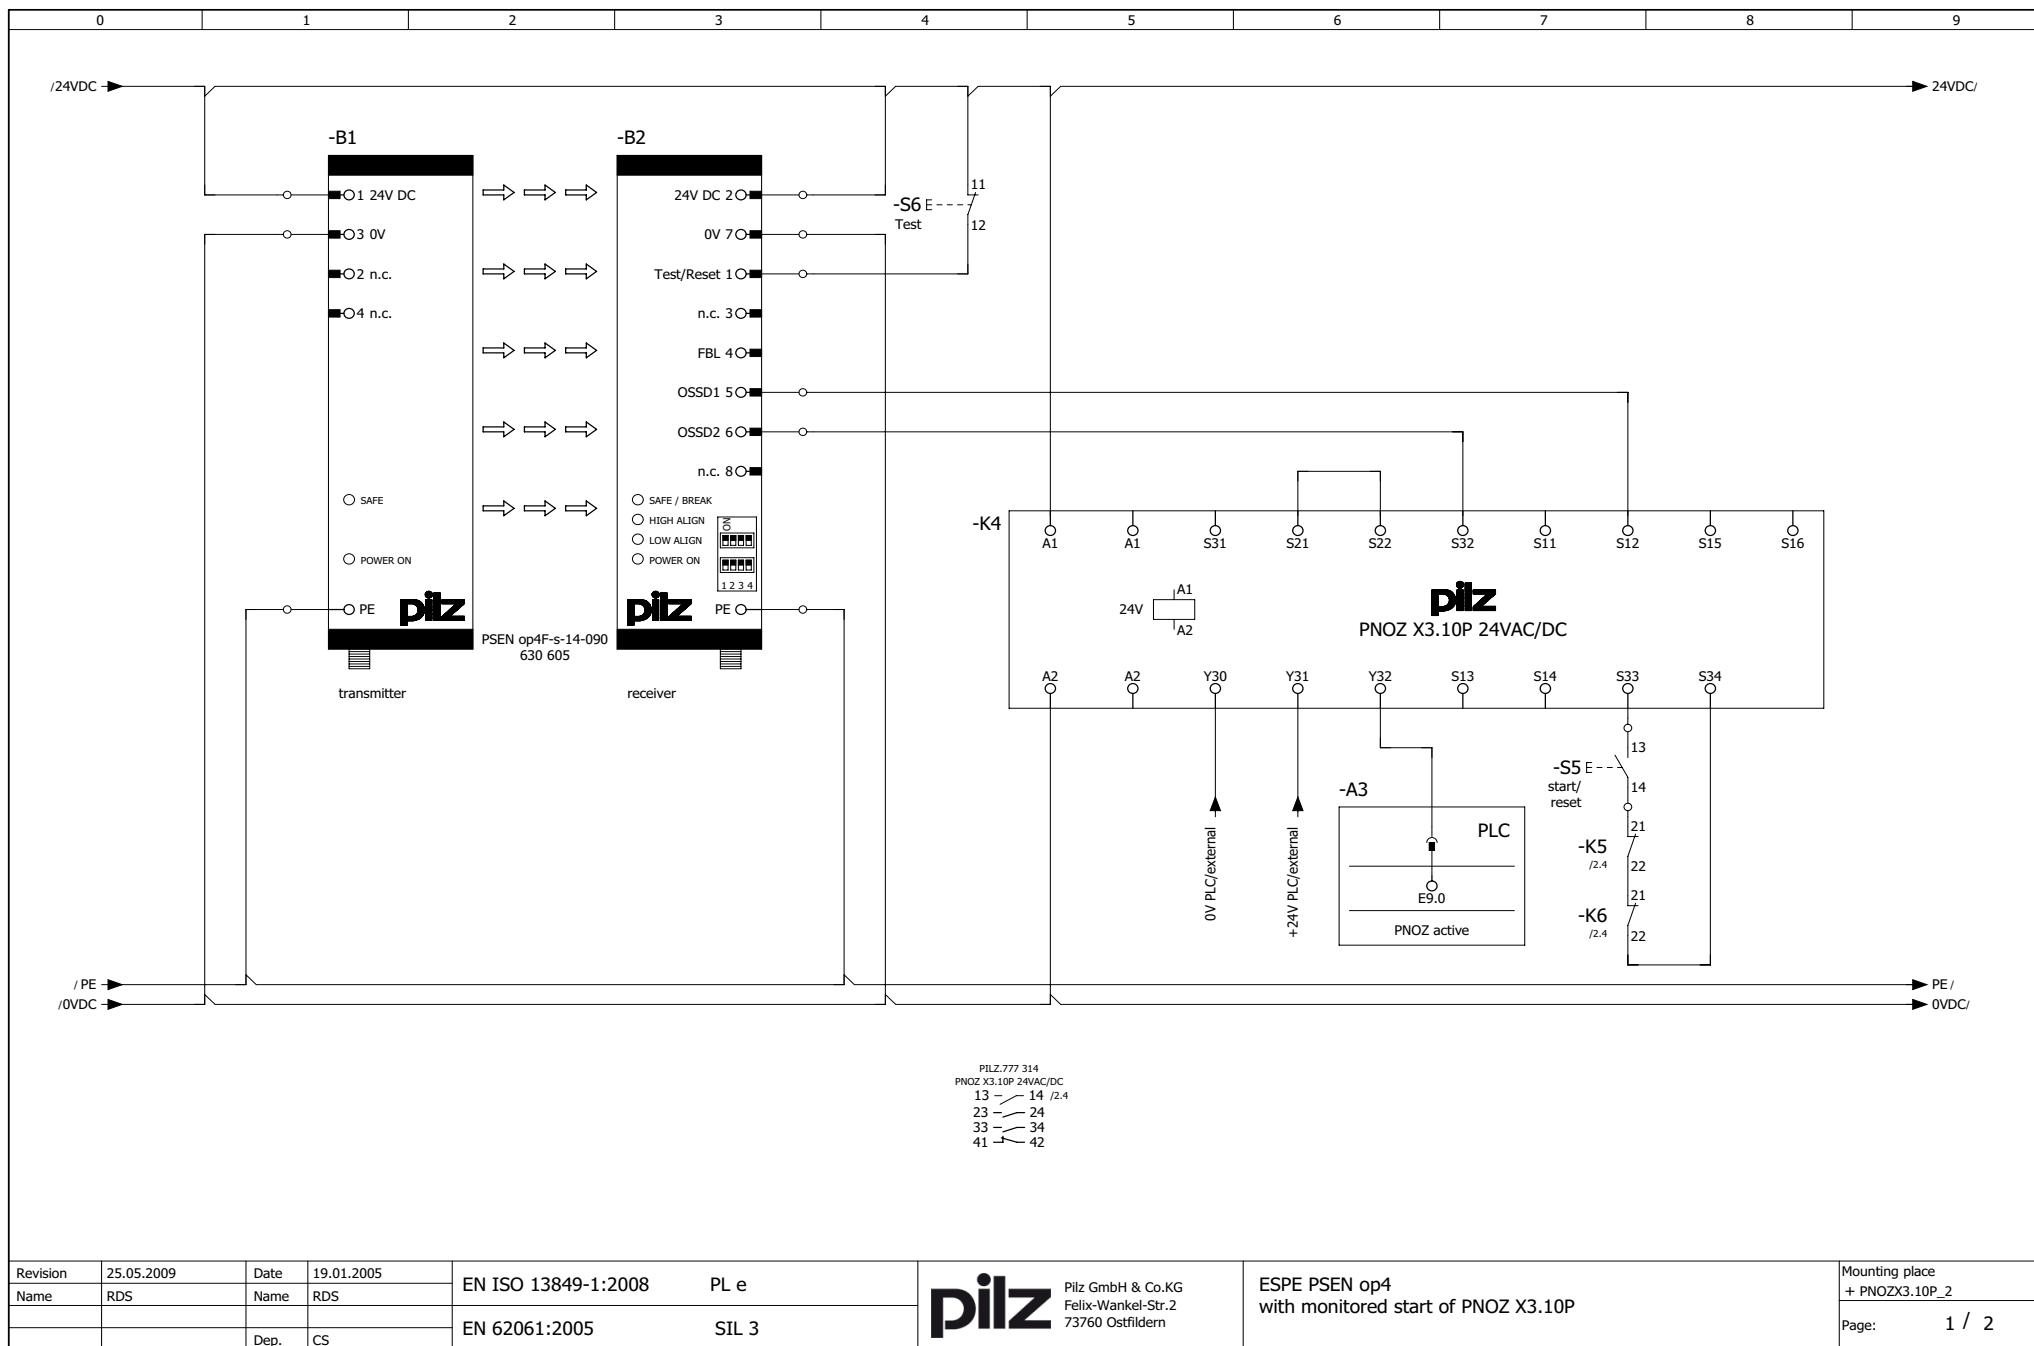 0 1 2 3 4 5 6 7 8 9
/24VDC
24VDC/
-B1
-B2
1 24V DC
3 0V
2 n.c.
4 n.c.
SAFE
POWER ON
PE
pilz
transmitter
24V DC 2
0V 7
Test/Reset 1
n.c. 3
FBL 4
OSSD1 5
OSSD2 6
n.c. 8
SAFE / BREAK
HIGH ALIGN
LOW ALIGN
POWER ON
ON
1 2 3 4
pilz
PE
PSEN op4F-s-14-090
630 605
receiver
-S6
Test
11
12
-K4
A1 A1 S31 S21 S22 S32 S11 S12 S15 S16
24V
A1
A2
pilz
PNOZ X3.10P 24VAC/DC
A2 A2 Y30 Y31 Y32 S13 S14 S33 S34
0V PLC/external
+24V PLC/external
-A3
PLC
E9.0
PNOZ active
-S5
start/
reset
13
14
-K5
/2.4
21
22
-K6
/2.4
21
22
/ PE
/0VDC
PE /
0VDC/
PILZ.777 314
PNOZ X3.10P 24VAC/DC
13 14 /2.4
23 24
33 34
41 42
Revision 25.05.2009 Date 19.01.2005
Name RDS Name RDS
Dep. CS
EN ISO 13849-1:2008 PL e
EN 62061:2005 SIL 3
pilz
Pilz GmbH & Co.KG
Felix-Wankel-Str.2
73760 Ostfildern
ESPE PSEN op4
with monitored start of PNOZ X3.10P
Mounting place
+ PNOZX3.10P_2
Page: 1 / 2